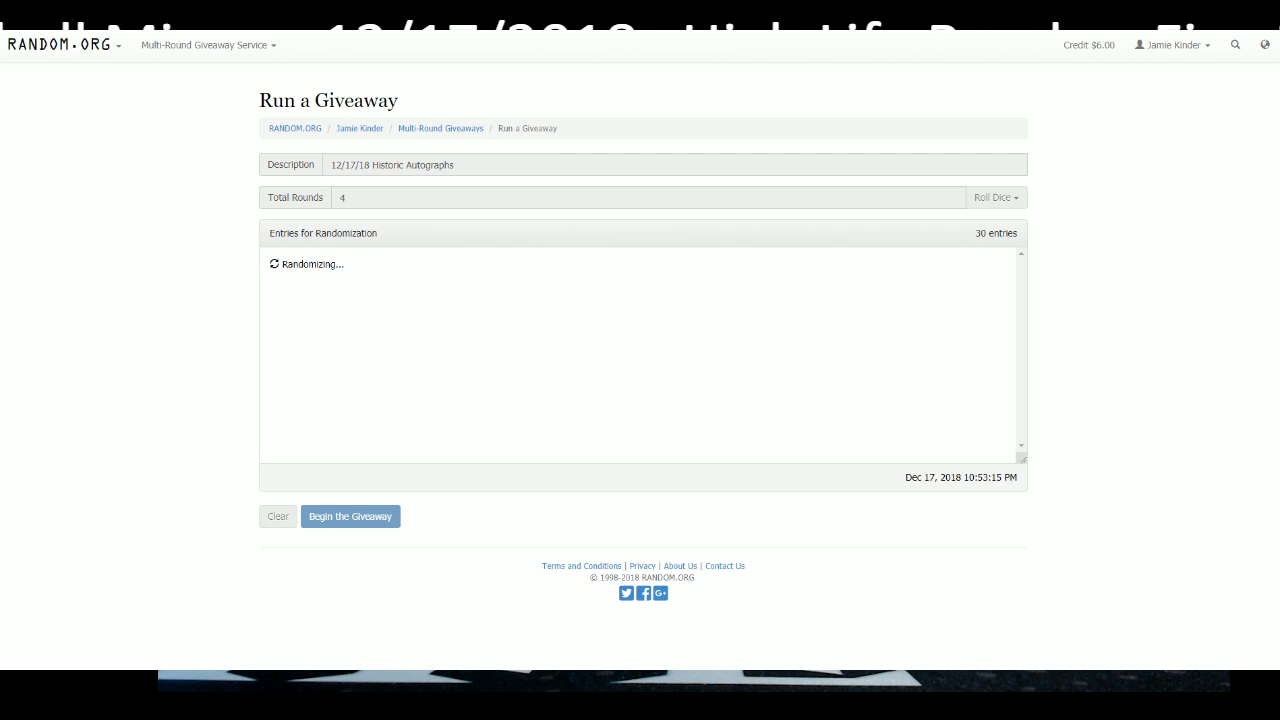 12/17/2018
RANDOM.ORG
Multi-Round Giveaway Service
Credit $6.00
Jamie Kinder
Run a Giveaway
RANDOM.ORG / Jamie Kinder / Multi-Round Giveaways / Run a Giveaway
Description 12/17/18 Historic Autographs
Total Rounds 4 Roll Dice
Entries for Randomization 30 entries
Randomizing...
Dec 17, 2018 10:53:15 PM
Clear Begin the Giveaway
Terms and Conditions | Privacy | About Us | Contact Us
© 1998-2018 RANDOM.ORG